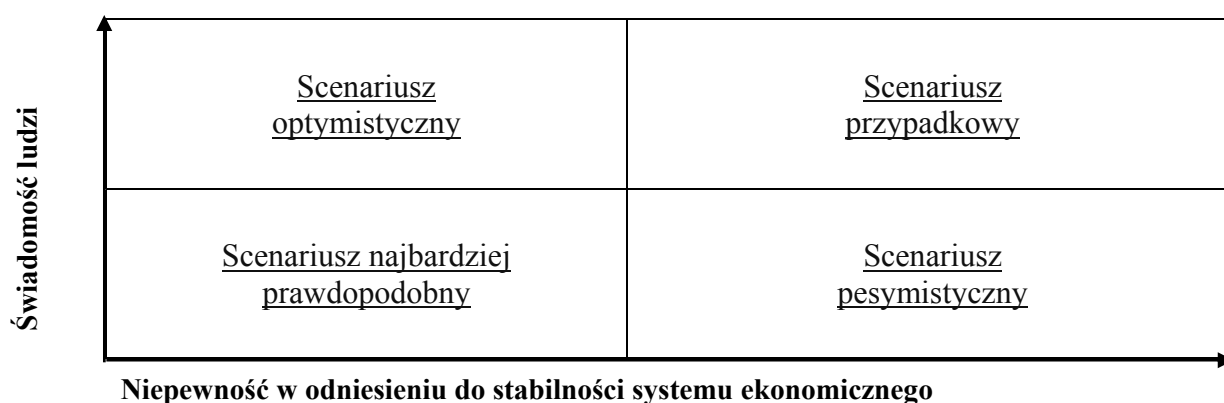 Świadomość ludzi
Scenariusz
optymistyczny
Scenariusz
przypadkowy
Scenariusz najbardziej
prawdopodobny
Scenariusz
pesymistyczny
Niepewność w odniesieniu do stabilności systemu ekonomicznego